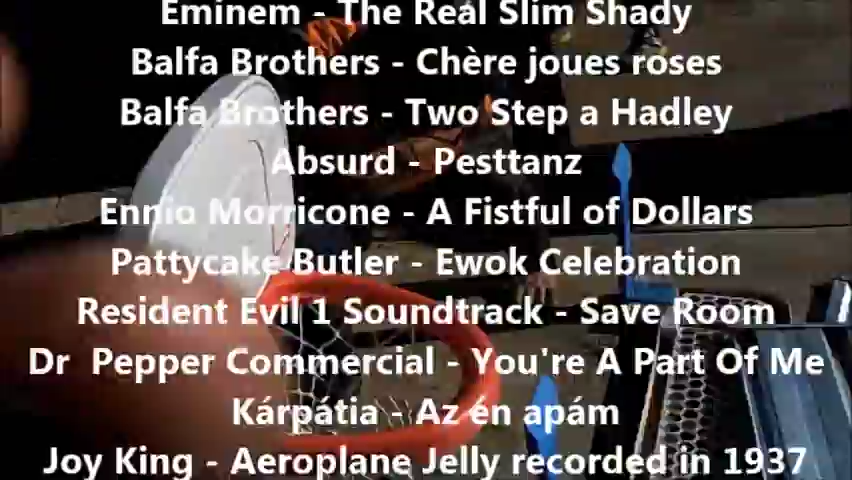 Eminem - The Real Slim Shady
Balfa Brothers - Chère joues roses
Balfa Brothers - Two Step a Hadley
Absurd - Pesttanz
Ennio Morricone - A Fistful of Dollars
Pattycake Butler - Ewok Celebration
Resident Evil 1 Soundtrack - Save Room
Dr  Pepper Commercial - You're A Part Of Me
Kárpátia - Az én apám
Joy King - Aeroplane Jelly recorded in 1937